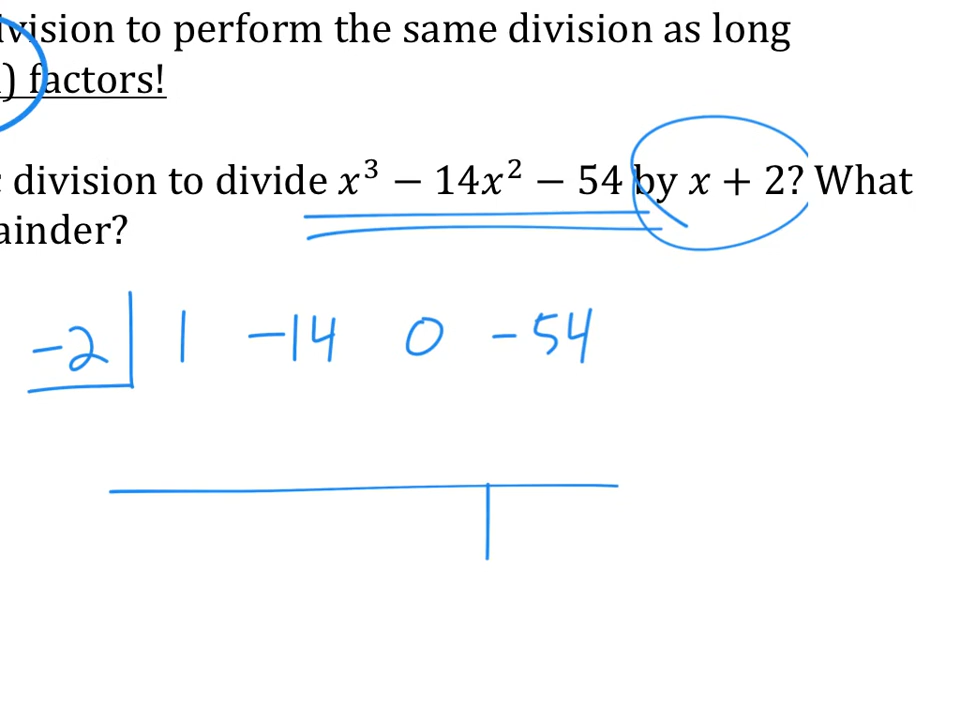 ivision to perform the same division as long
) factors!
division to divide x³ − 14x² − 54 by x + 2? What
ainder?
-2 | 1 -14 0 -54